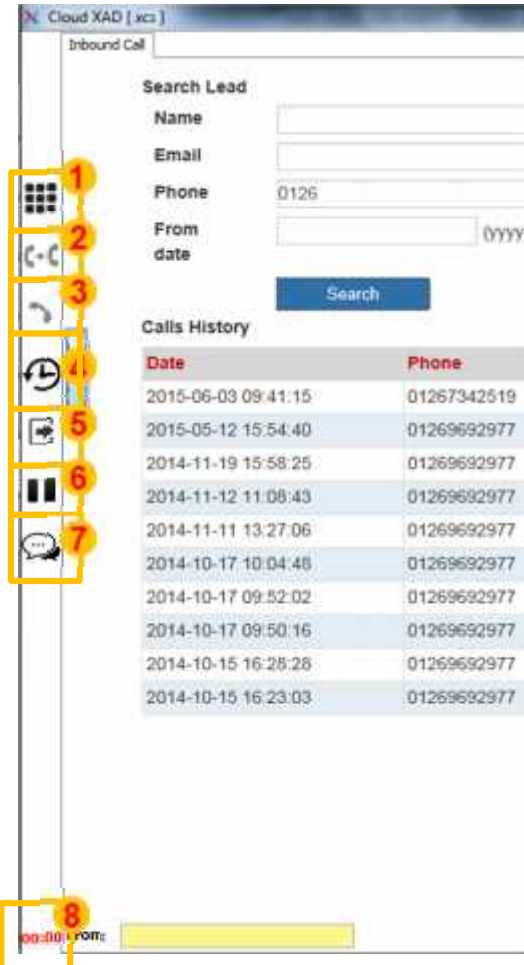 Cloud XAD [ xcs ]
Inbound Call
Search Lead
Name
Email
1
Phone 0126
2
From date (yyyy
3
Search
Calls History
4
Date Phone
2015-06-03 09:41:15 01267342519
5
2015-05-12 15:54:40 01269692977
2014-11-19 15:58:25 01269692977
6
2014-11-12 11:08:43 01269692977
2014-11-11 13:27:06 01269692977
7
2014-10-17 10:04:48 01269692977
2014-10-17 09:52:02 01269692977
2014-10-17 09:50:16 01269692977
2014-10-15 16:28:28 01269692977
2014-10-15 16:23:03 01269692977
8
00:00 From: